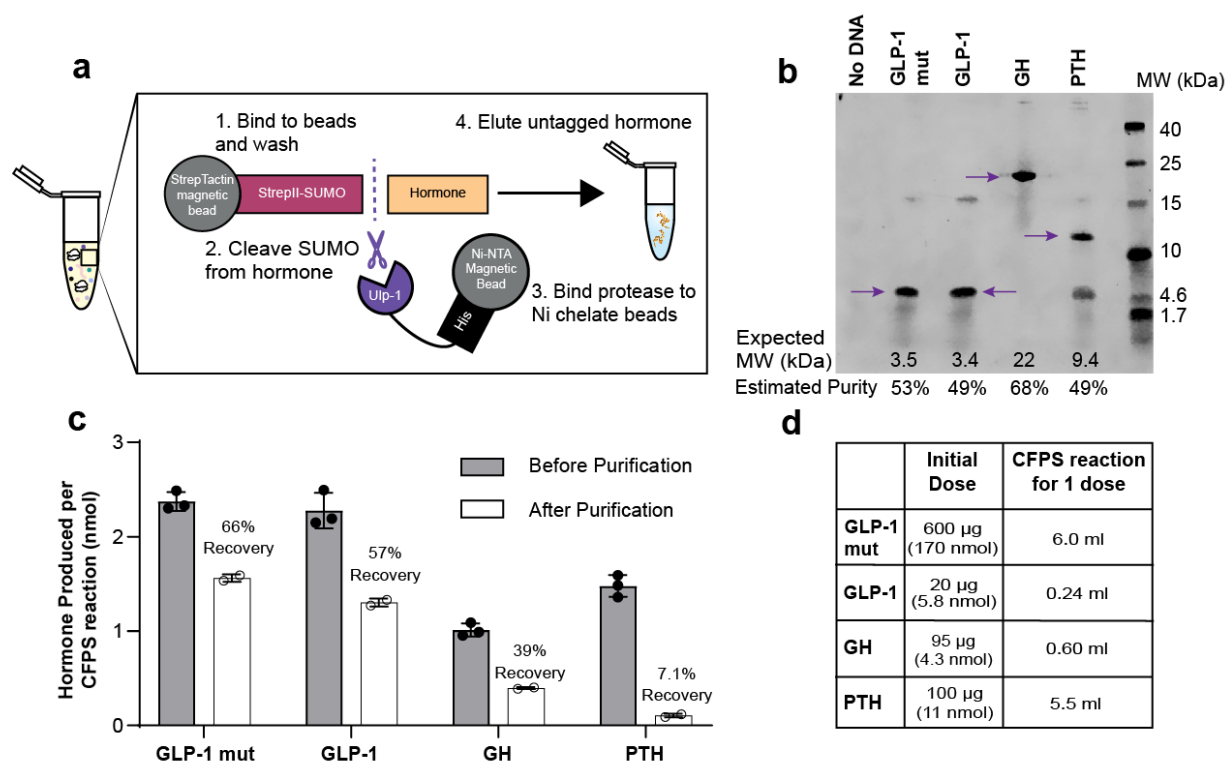 a
1. Bind to beads
and wash
4. Elute untagged hormone
StrepTactin
magnetic
bead
StrepII-SUMO
Hormone
2. Cleave SUMO
from hormone
Ulp-1
His
Ni-NTA
Magnetic
Bead
3. Bind protease to
Ni chelate beads
b
No DNA
GLP-1
mut
GLP-1
GH
PTH
MW (kDa)
40
25
15
10
4.6
1.7
Expected
MW (kDa) 3.5 3.4 22 9.4
Estimated Purity 53% 49% 68% 49%
c
Hormone Produced per
CFPS reaction (nmol)
3
2
1
0
Before Purification
After Purification
66%
Recovery
57%
Recovery
39%
Recovery
7.1%
Recovery
GLP-1 mut GLP-1 GH PTH
d
Initial
Dose
CFPS reaction
for 1 dose
GLP-1
mut
600 µg
(170 nmol)
6.0 ml
GLP-1
20 µg
(5.8 nmol)
0.24 ml
GH
95 µg
(4.3 nmol)
0.60 ml
PTH
100 µg
(11 nmol)
5.5 ml